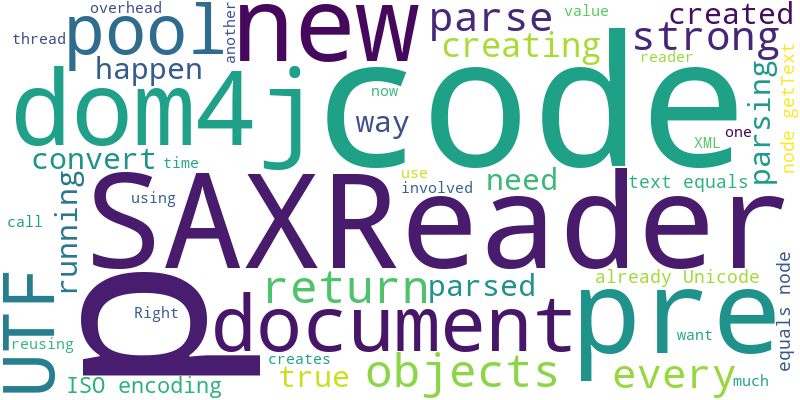 overhead
pool
thread
another
new
parse
value
created
creating
strong
happen
reader
dom4j
code
now
way
parsing
node getText
one
XML
convert
time
use
need
text equals
involved
using
SAXReader
running
call
UTF
p
Right
document
return
parsed
pre
already Unicode
equals node
reusing
creates
want
ISO encoding
true
objects
every
much